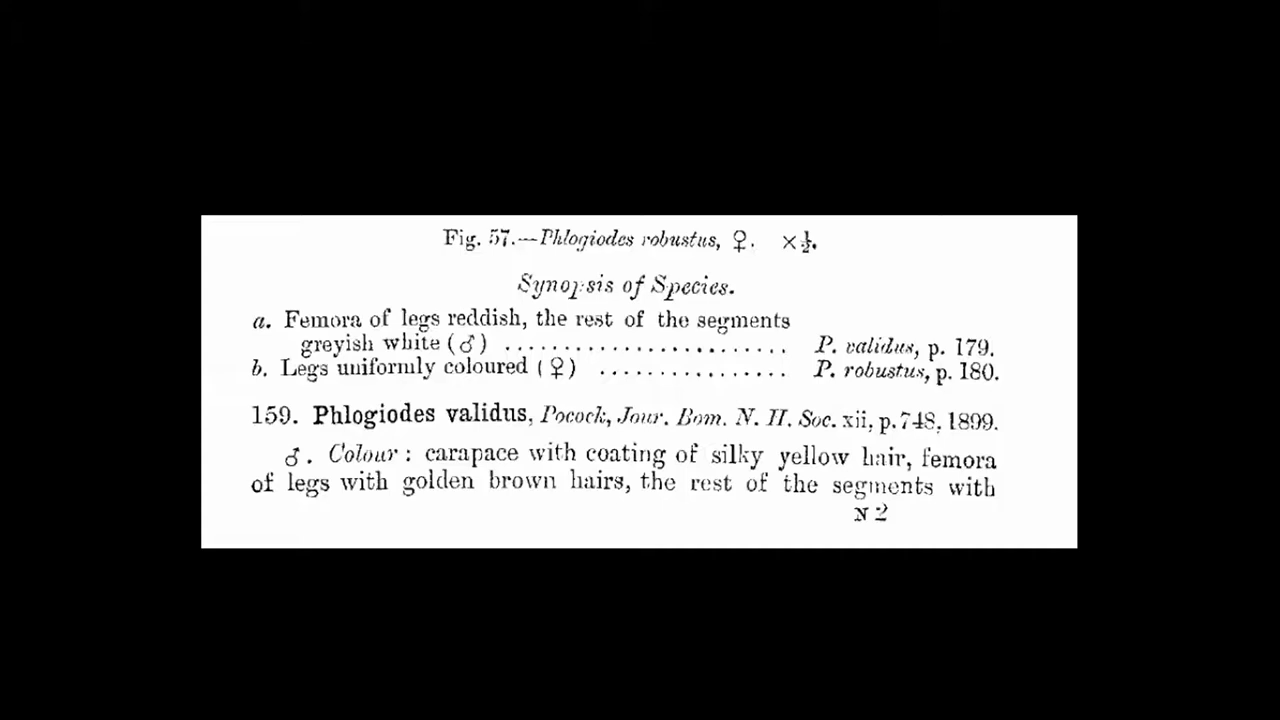 Fig. 57.—Phlogiodes robustus, ♀. ×½.
Synopsis of Species.
a. Femora of legs reddish, the rest of the segments
greyish white (♂) ........................ P. validus, p. 179.
b. Legs uniformly coloured (♀) ................ P. robustus, p. 180.
159. Phlogiodes validus, Pocock, Jour. Bom. N. H. Soc. xii, p. 748, 1899.
♂. Colour : carapace with coating of silky yellow hair, femora
of legs with golden brown hairs, the rest of the segments with
N 2